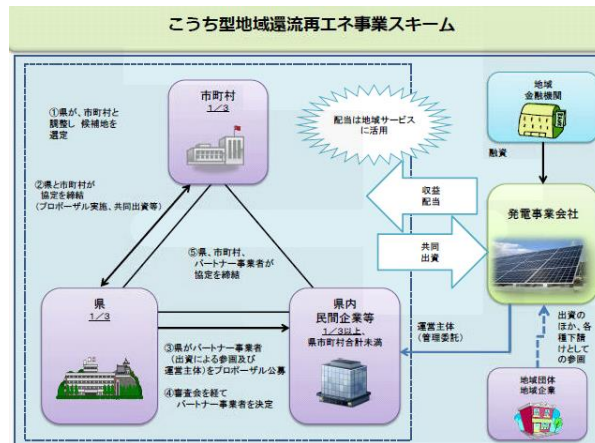 こうち型地域還流再エネ事業スキーム
市町村
1／3
①県が、市町村と
調整し 候補地を
選定
配当は地域サービス
に活用
地域
金融機関
融資
②県と市町村が
協定を締結
(プロポーザル実施、共同出資等)
収益
配当
発電事業会社
共同
出資
⑤県、市町村、
パートナー事業者が
協定を締結
県
1／3
県内
民間企業等
1／3以上、
県市町村合計未満
運営主体
(管理委託)
出資の
ほか、各
種下請け
としての
参画
③県がパートナー事業者
(出資による参画及び
運営主体)をプロポーザル公募
④審査会を経て
パートナー事業者を決定
地域団体
地域企業